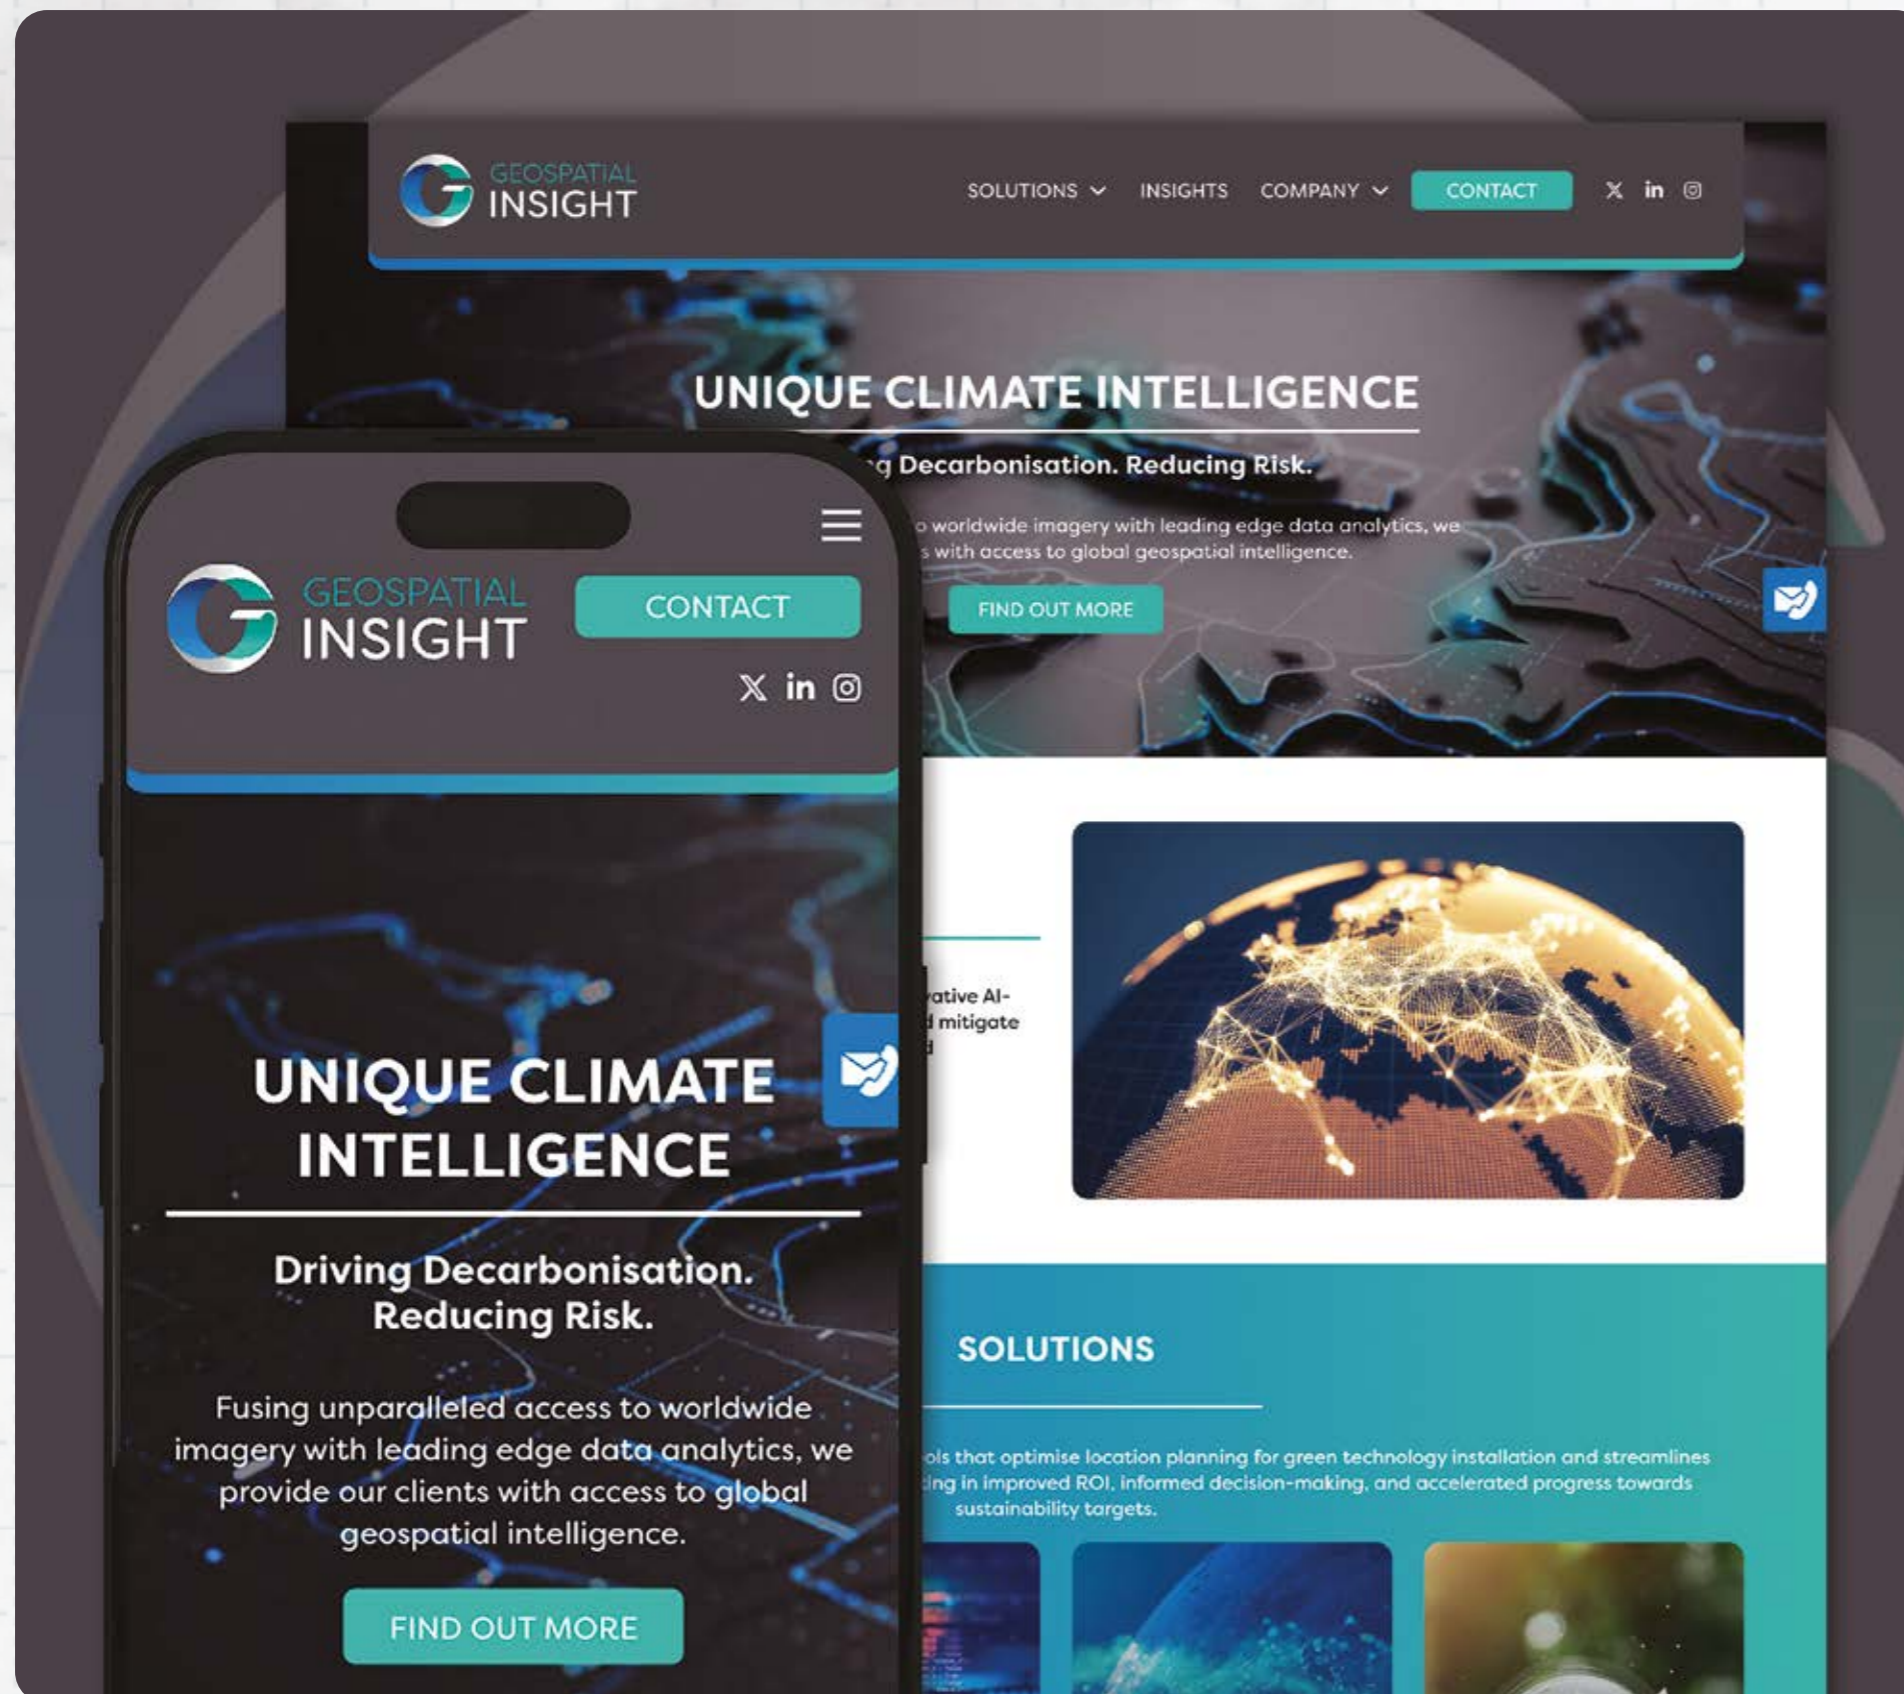 GEOSPATIAL
INSIGHT
SOLUTIONS
INSIGHTS
COMPANY
CONTACT
X in
UNIQUE CLIMATE INTELLIGENCE
Decarbonisation. Reducing Risk.
worldwide imagery with leading edge data analytics, we
with access to global geospatial intelligence.
FIND OUT MORE
GEOSPATIAL
INSIGHT
CONTACT
X in
UNIQUE CLIMATE
INTELLIGENCE
Driving Decarbonisation.
Reducing Risk.
Fusing unparalleled access to worldwide
imagery with leading edge data analytics, we
provide our clients with access to global
geospatial intelligence.
FIND OUT MORE
AI-
mitigate
SOLUTIONS
that optimise location planning for green technology installation and streamlines
in improved ROI, informed decision-making, and accelerated progress towards
sustainability targets.